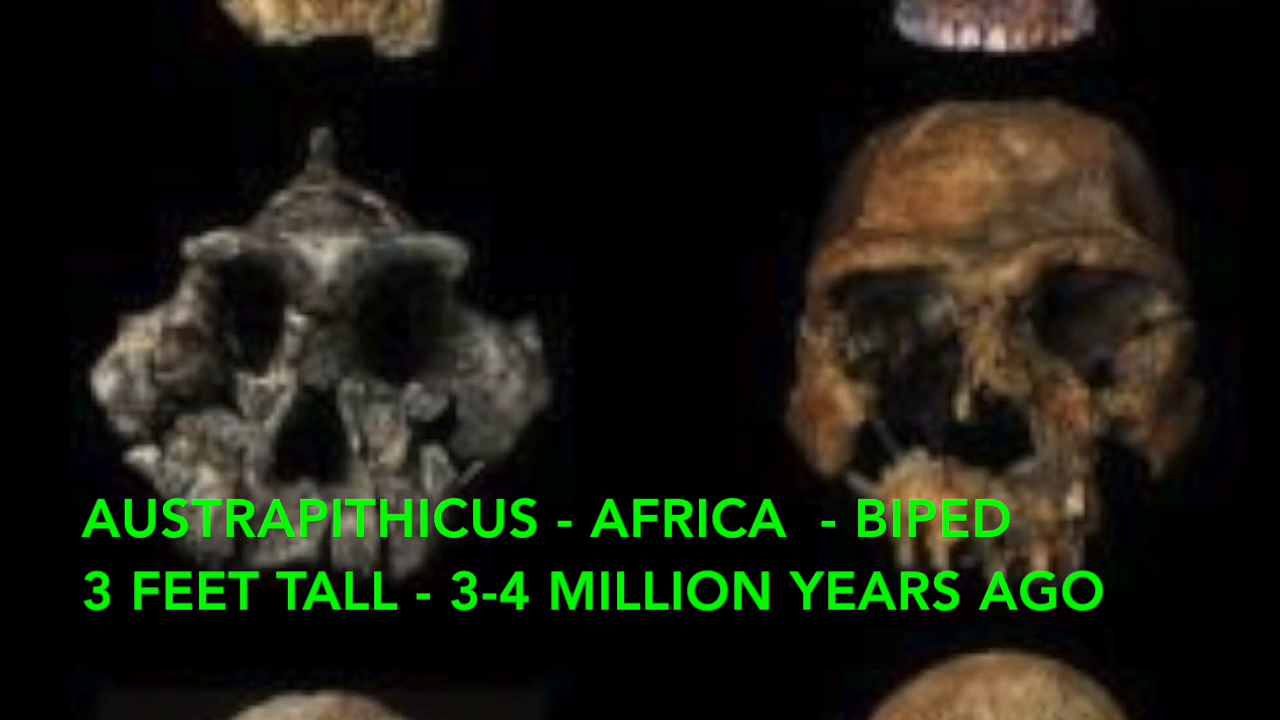 AUSTRAPITHICUS - AFRICA  - BIPED
3 FEET TALL - 3-4 MILLION YEARS AGO